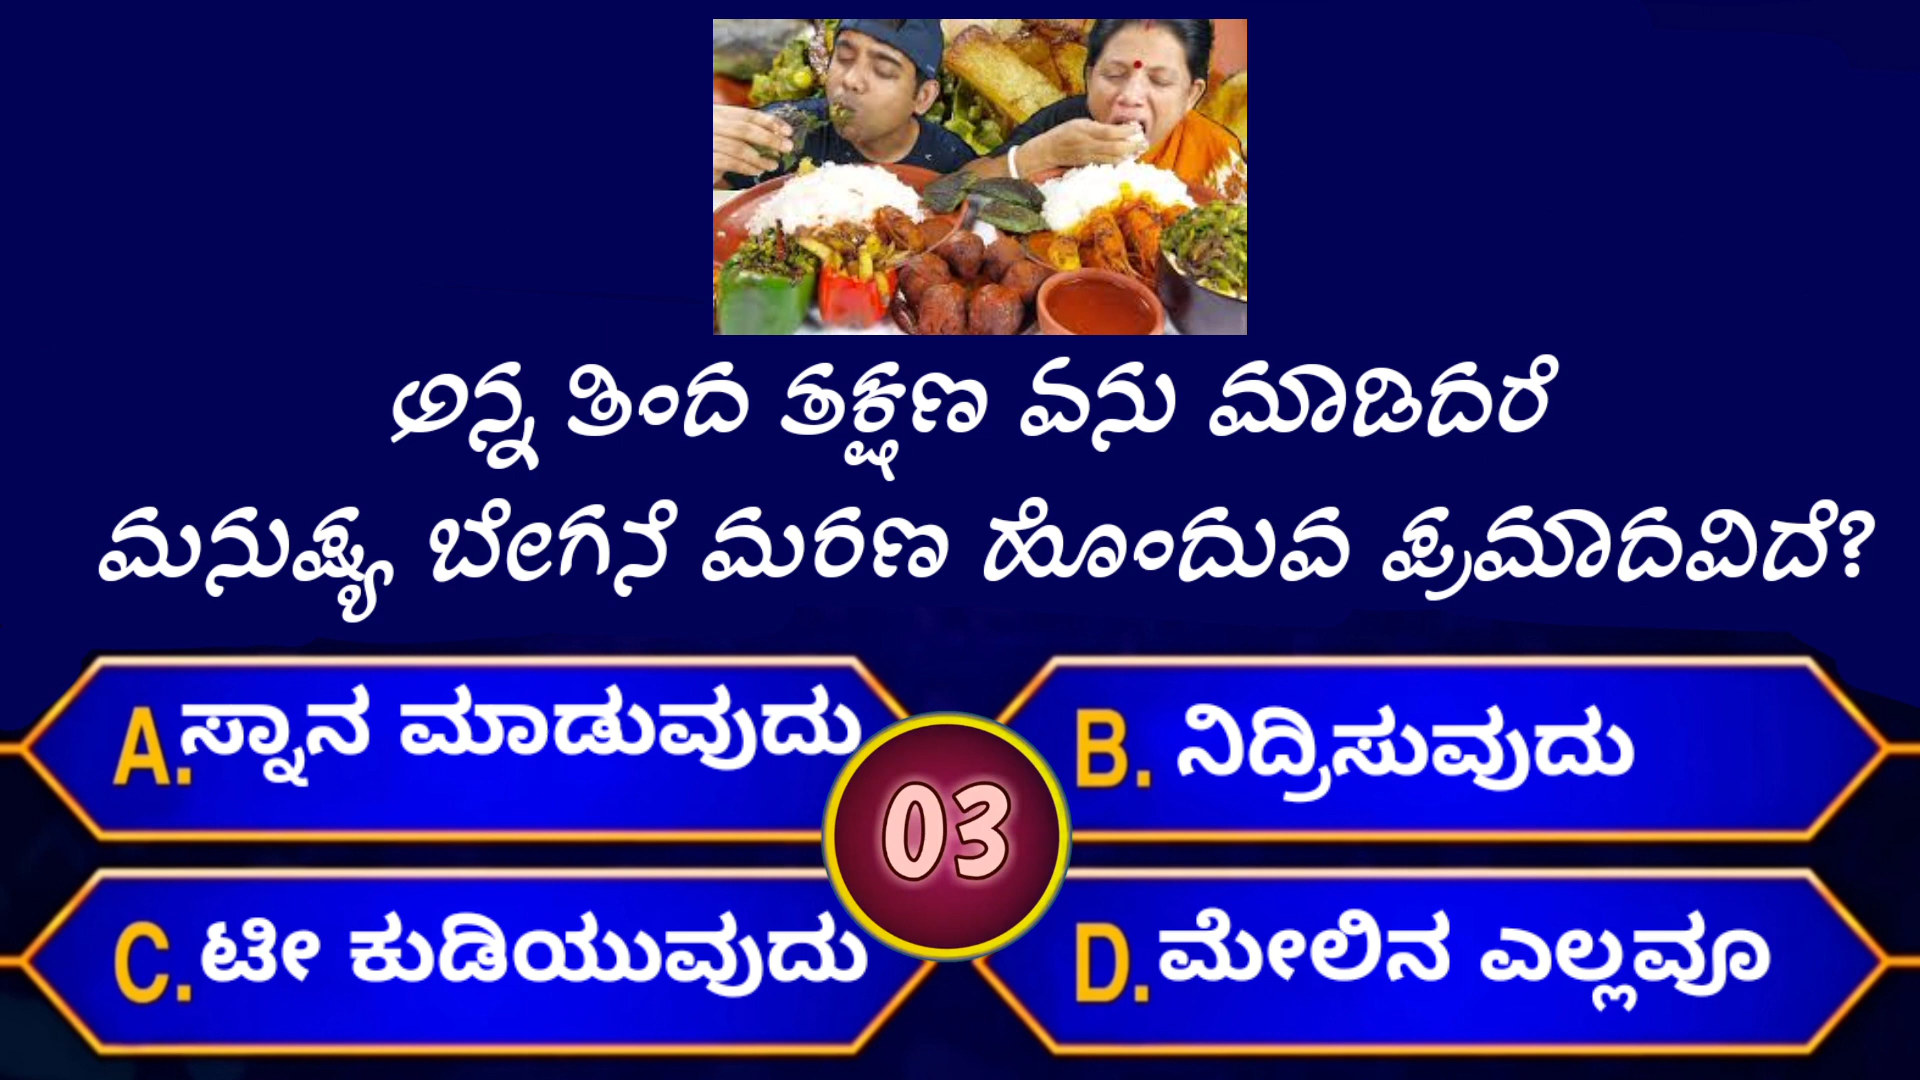 ಅನ್ನ ತಿಂದ ತಕ್ಷಣ ಏನು ಮಾಡಿದರೆ
ಮನುಷ್ಯ ಬೇಗನೆ ಮರಣ ಹೊಂದುವ ಪ್ರಮಾದವಿದೆ?
A.ಸ್ನಾನ ಮಾಡುವುದು
B. ನಿದ್ರಿಸುವುದು
03
C.ಟೀ ಕುಡಿಯುವುದು
D.ಮೇಲಿನ ಎಲ್ಲವೂ